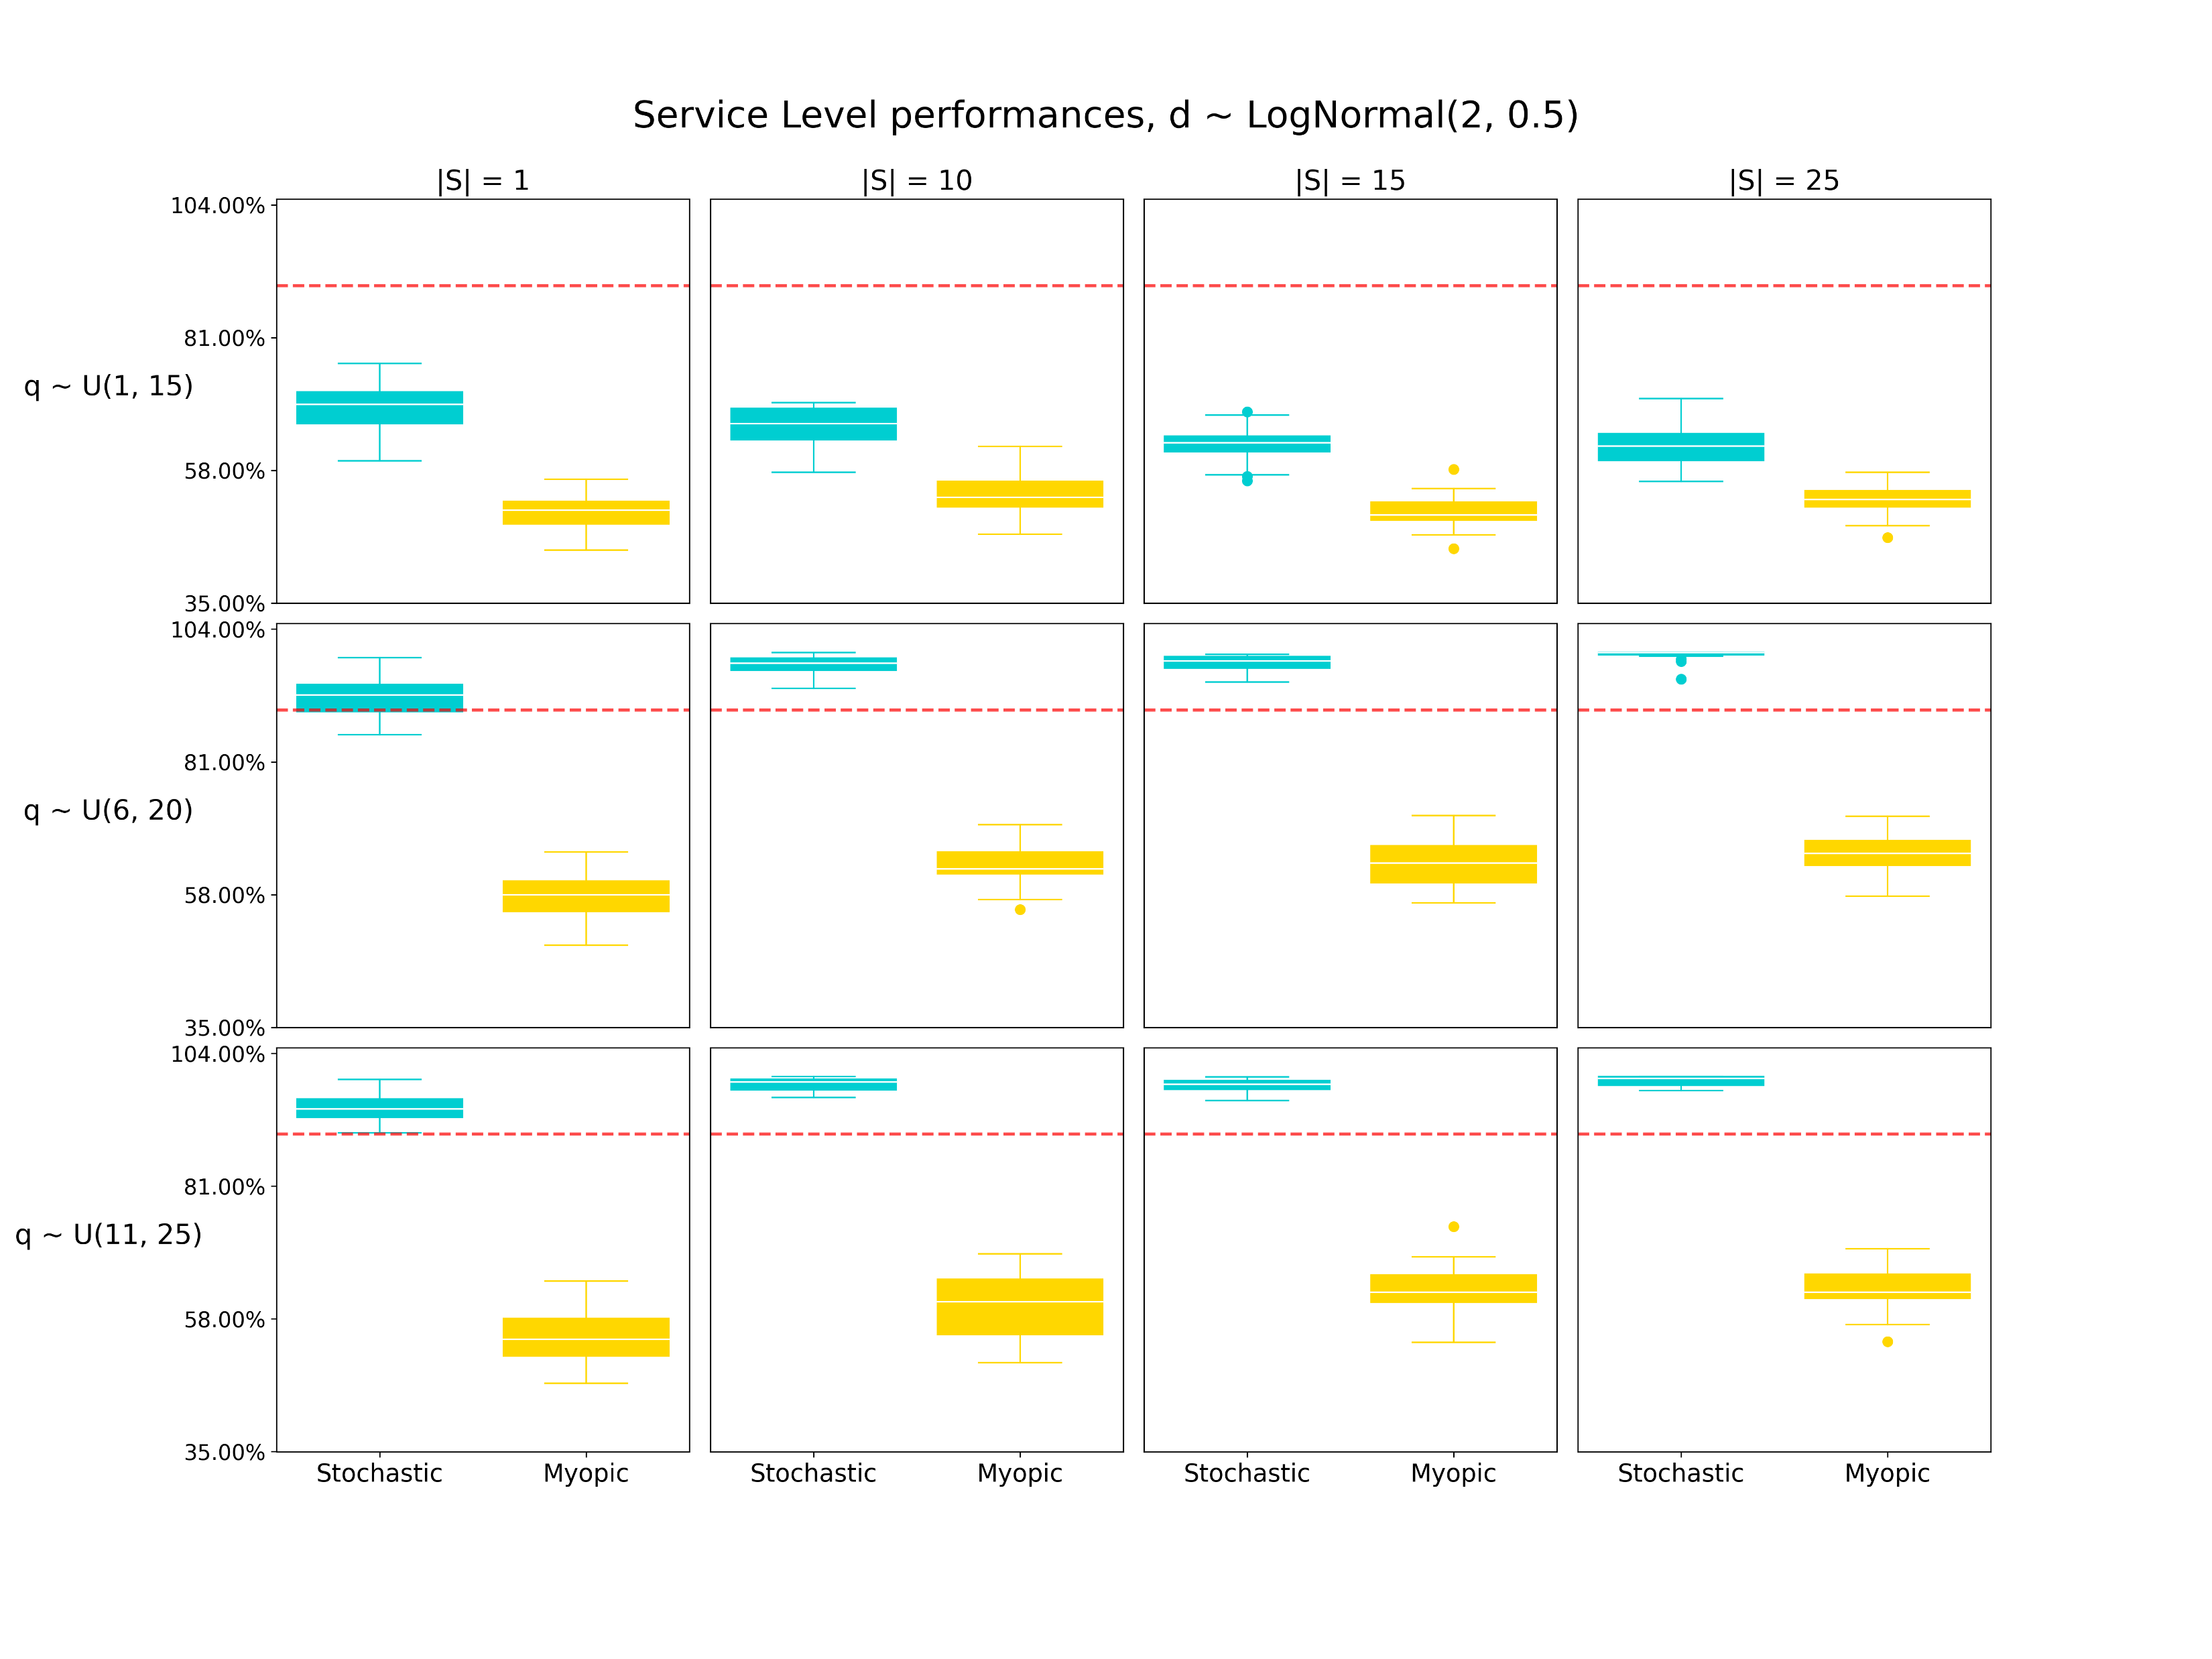 Service Level performances, d ~ LogNormal(2, 0.5)
|S| = 1
|S| = 10
|S| = 15
|S| = 25
104.00%
81.00%
q ~ U(1, 15)
58.00%
35.00%
104.00%
81.00%
q ~ U(6, 20)
58.00%
35.00%
104.00%
81.00%
q ~ U(11, 25)
58.00%
35.00%
Stochastic
Myopic
Stochastic
Myopic
Stochastic
Myopic
Stochastic
Myopic